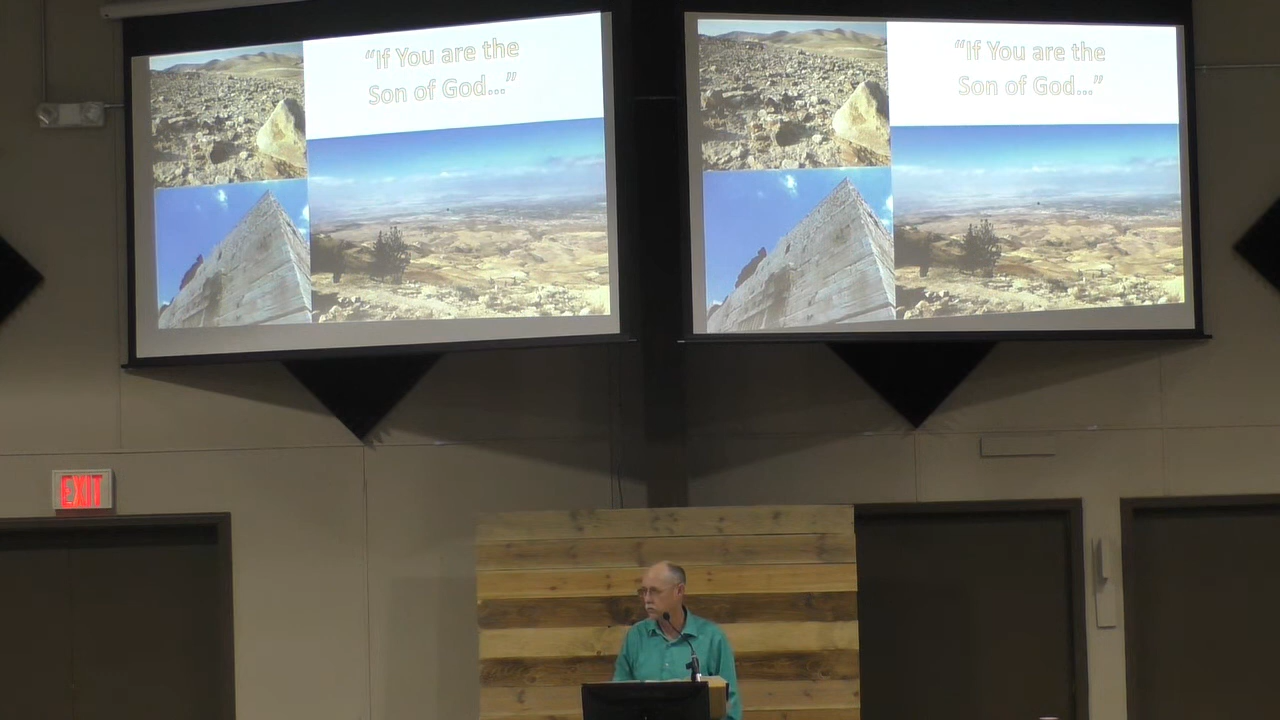 “If You are the
Son of God...”
“If You are the
Son of God...”
EXIT